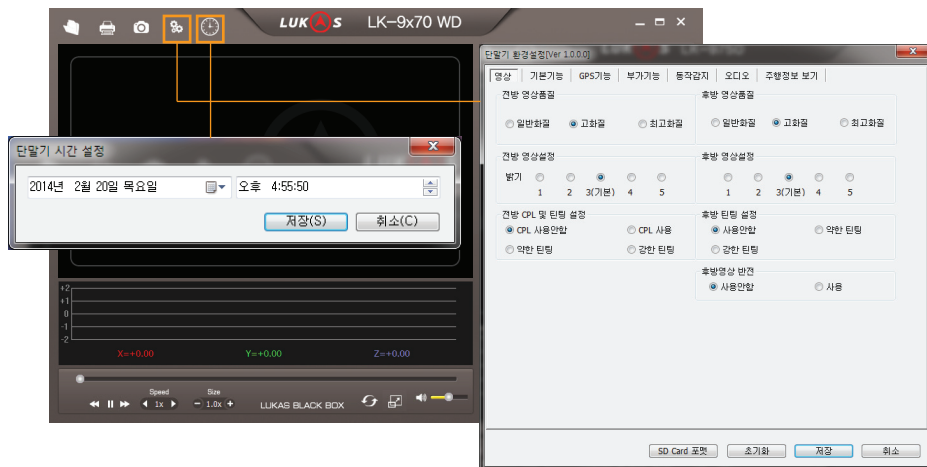 LUKAS LK-9x70 WD
단말기 시간 설정
2014년 2월 20일 목요일 오후 4:55:50
저장(S) 취소(C)
+2
+1
0
-1
-2
X=+0.00 Y=+0.00 Z=+0.00
Speed Size
1x 1.0x LUKAS BLACK BOX
단말기 환경설정[Ver 1.0.0.0]
영상 기본기능 GPS기능 부가기능 동작감지 오디오 주행정보 보기
전방 영상품질 후방 영상품질
일반화질 고화질 최고화질 일반화질 고화질 최고화질
전방 영상설정 후방 영상설정
밝기
1 2 3(기본) 4 5 1 2 3(기본) 4 5
전방 CPL 및 틴팅 설정 후방 틴팅 설정
CPL 사용안함 CPL 사용 사용안함 약한 틴팅
약한 틴팅 강한 틴팅 강한 틴팅
후방영상 반전
사용안함 사용
SD Card 포맷 초기화 저장 취소